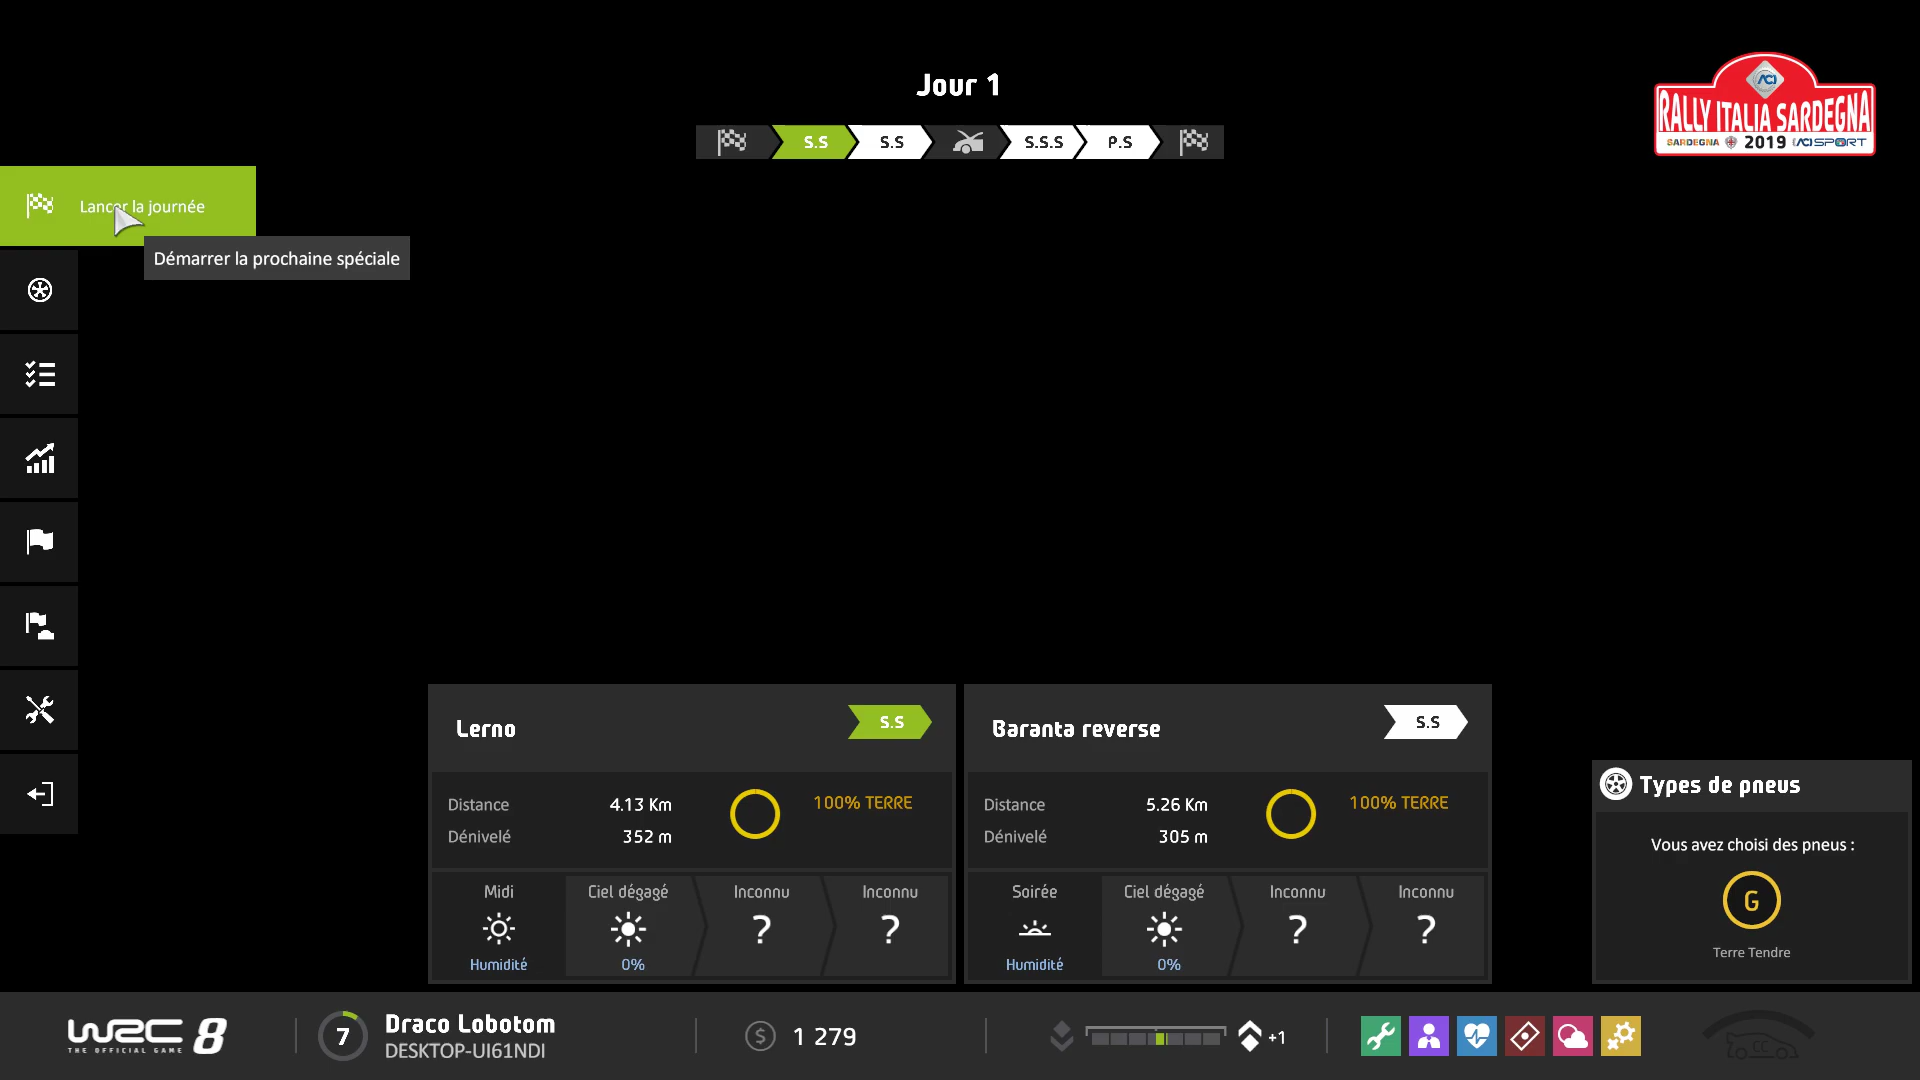 Jour 1
S.S
S.S
S.S.S
P.S
ACI
RALLY ITALIA SARDEGNA
SARDEGNA 2019 ACI SPORT
Lancer la journée
Démarrer la prochaine spéciale
Lerno
S.S
Distance 4.13 Km
Dénivelé 352 m
100% TERRE
Midi
Ciel dégagé
Inconnu
Inconnu
?
?
Humidité
0%
Baranta reverse
S.S
Distance 5.26 Km
Dénivelé 305 m
100% TERRE
Soirée
Ciel dégagé
Inconnu
Inconnu
?
?
Humidité
0%
Types de pneus
Vous avez choisi des pneus :
G
Terre Tendre
WRC 8
THE OFFICIAL GAME
7
Draco Lobotom
DESKTOP-UI61NDI
$
1 279
+1
CC